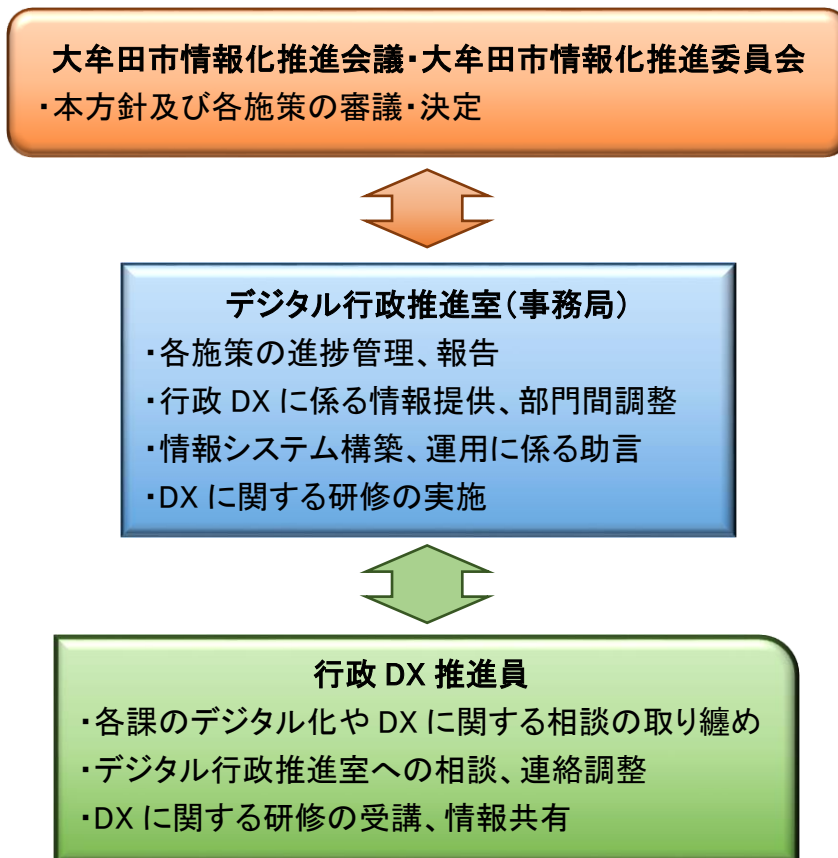 大牟田市情報化推進会議・大牟田市情報化推進委員会
・本方針及び各施策の審議・決定
デジタル行政推進室（事務局）
・各施策の進捗管理、報告
・行政 DX に係る情報提供、部門間調整
・情報システム構築、運用に係る助言
・DX に関する研修の実施
行政 DX 推進員
・各課のデジタル化や DX に関する相談の取り纏め
・デジタル行政推進室への相談、連絡調整
・DX に関する研修の受講、情報共有